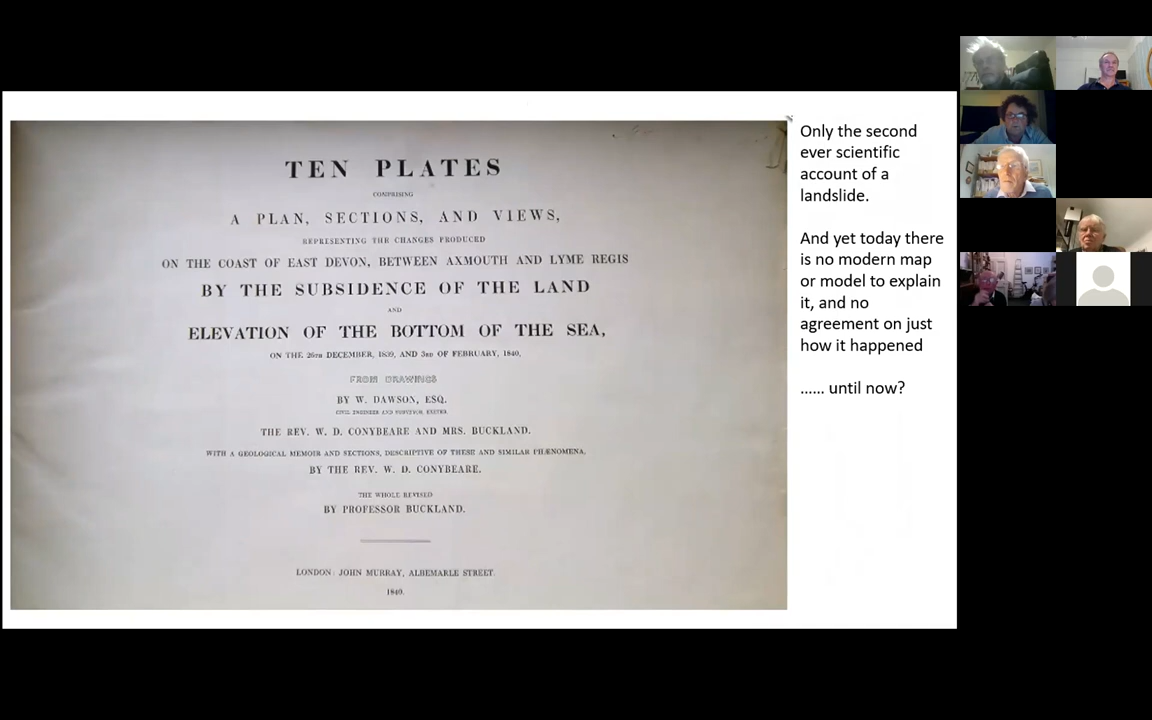 TEN PLATES
COMPRISING
A PLAN, SECTIONS, AND VIEWS,
REPRESENTING THE CHANGES PRODUCED
ON THE COAST OF EAST DEVON, BETWEEN AXMOUTH AND LYME REGIS
BY THE SUBSIDENCE OF THE LAND
AND
ELEVATION OF THE BOTTOM OF THE SEA,
ON THE 26TH DECEMBER, 1839, AND 3RD OF FEBRUARY, 1840,
FROM DRAWINGS
BY W. DAWSON, ESQ.
CIVIL ENGINEER AND SURVEYOR, EXETER.
THE REV. W. D. CONYBEARE AND MRS. BUCKLAND.
WITH A GEOLOGICAL MEMOIR AND SECTIONS, DESCRIPTIVE OF THESE AND SIMILAR PHÆNOMENA,
BY THE REV. W. D. CONYBEARE.
THE WHOLE REVISED
BY PROFESSOR BUCKLAND.
LONDON: JOHN MURRAY, ALBEMARLE STREET.
1840.
Only the second
ever scientific
account of a
landslide.
And yet today there
is no modern map
or model to explain
it, and no
agreement on just
how it happened
...... until now?